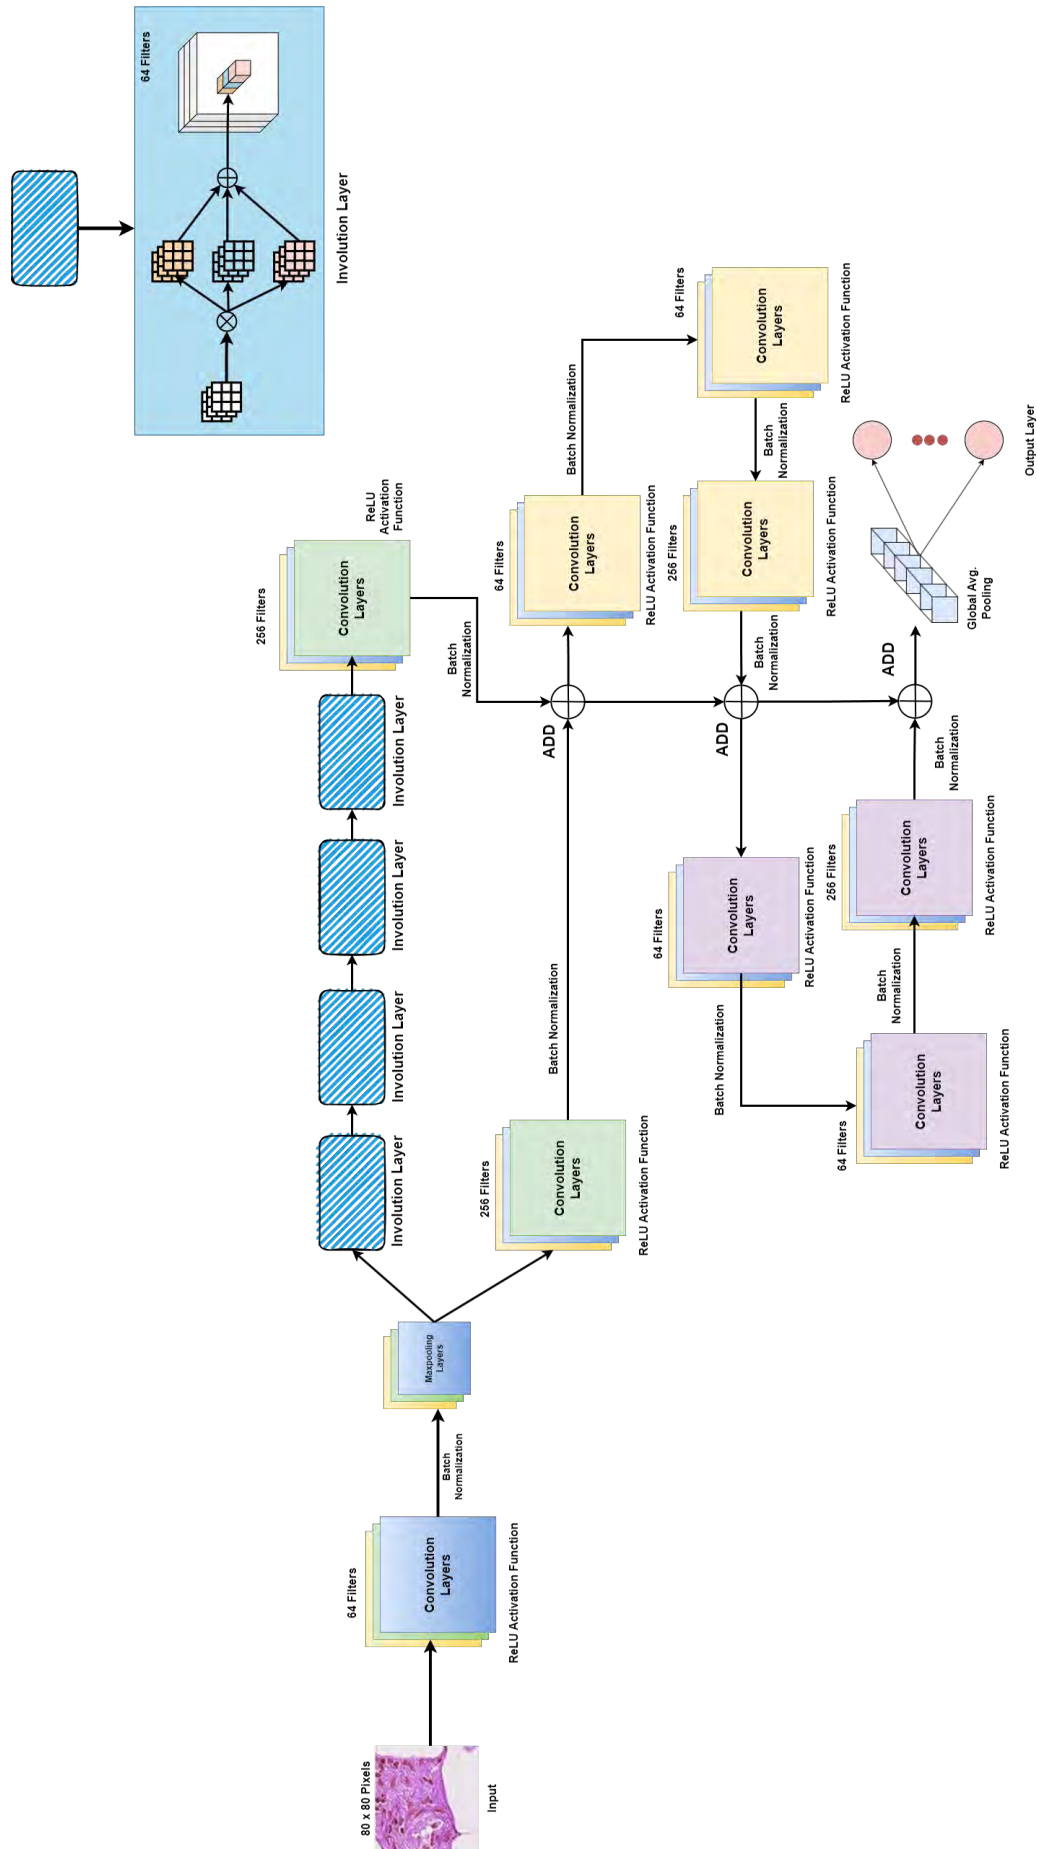 80 x 80 Pixels
Input
64 Filters
Convolution
Layers
ReLU Activation Function
Batch
Normalization
Maxpooling
Layers
Involution Layer
Involution Layer
Involution Layer
Involution Layer
256 Filters
Convolution
Layers
ReLU
Activation
Function
Batch
Normalization
256 Filters
Convolution
Layers
ReLU Activation Function
Batch Normalization
ADD
64 Filters
Convolution
Layers
ReLU Activation Function
Batch Normalization
64 Filters
Convolution
Layers
ReLU Activation Function
Batch
Normalization
256 Filters
Convolution
Layers
ReLU Activation Function
Batch
Normalization
ADD
64 Filters
Convolution
Layers
ReLU Activation Function
Batch Normalization
64 Filters
Convolution
Layers
ReLU Activation Function
Batch
Normalization
256 Filters
Convolution
Layers
ReLU Activation Function
Batch
Normalization
ADD
Global Avg.
Pooling
Output Layer
64 Filters
Involution Layer